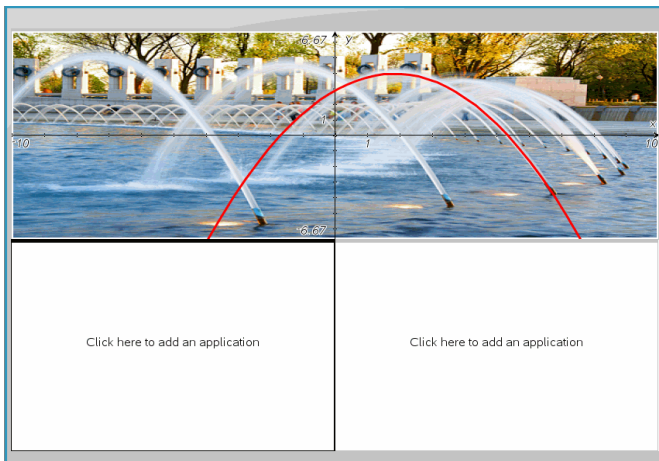 6.67 y
1
-10 1 x 10
-6.67
Click here to add an application
Click here to add an application